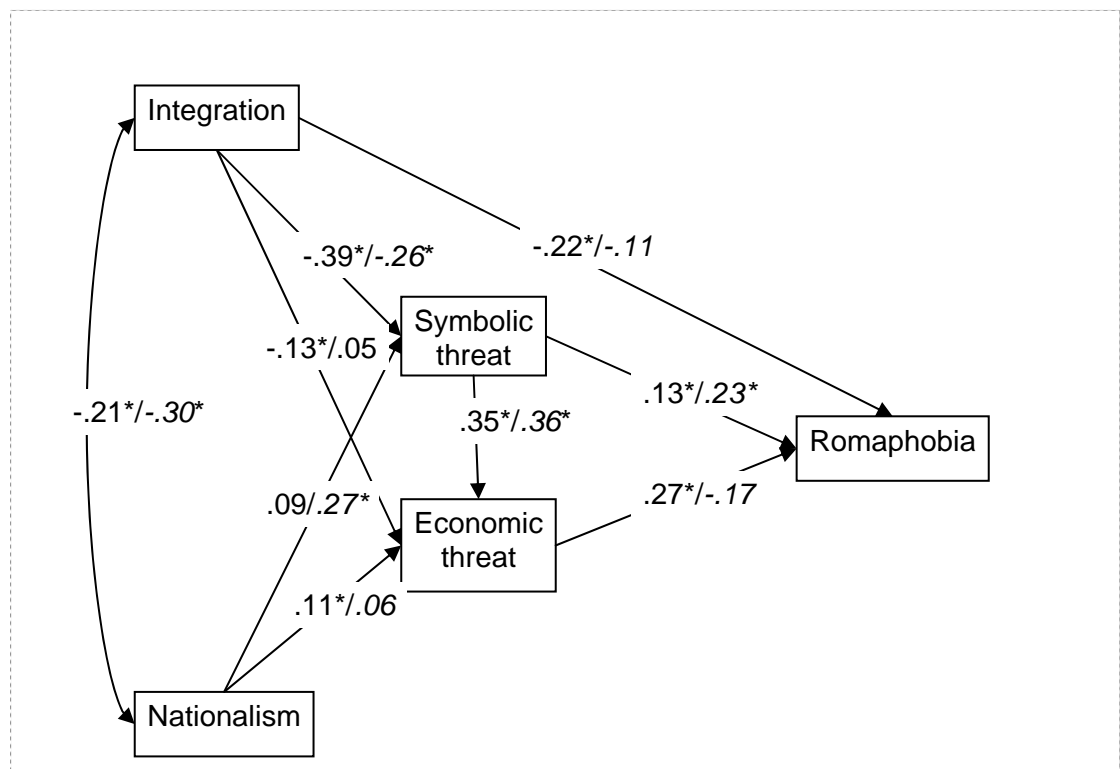 Integration
-.39*/-.26*
-.22*/-.11
Symbolic
threat
-.13*/.05
-.21*/-.30*
.35*/.36*
.13*/.23*
Romaphobia
.09/.27*
Economic
threat
.27*/-.17
.11*/.06
Nationalism